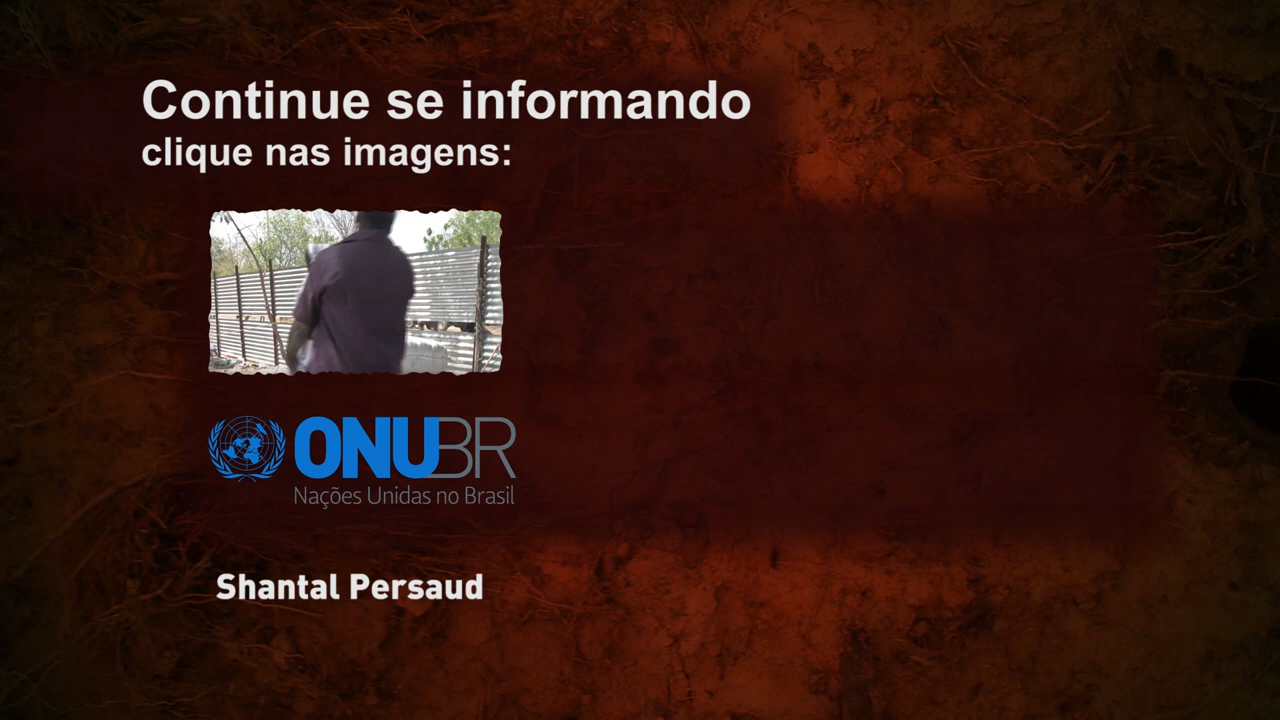 Continue se informando
clique nas imagens:
ONUBR
Nações Unidas no Brasil
Shantal Persaud